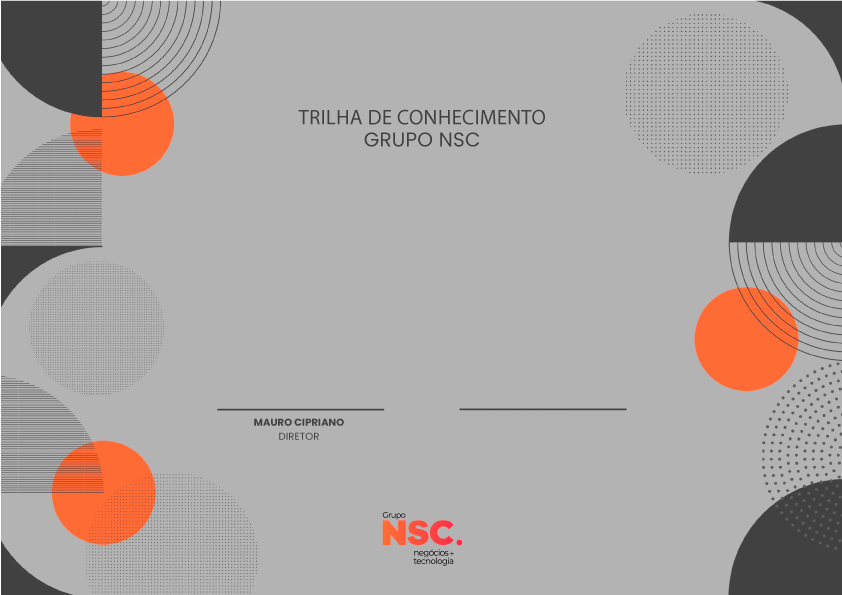 TRILHA DE CONHECIMENTO
GRUPO NSC
MAURO CIPRIANO
DIRETOR
Grupo
NSC.
negócios +
tecnologia